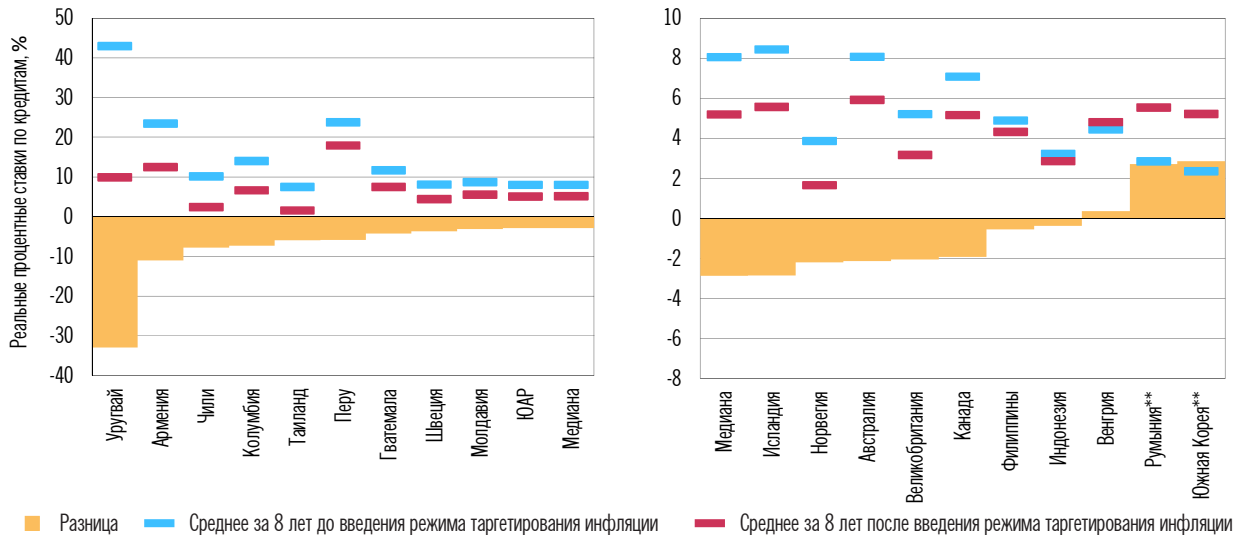 Реальные процентные ставки по кредитам, %
50
40
30
20
10
0
-10
-20
-30
-40
Уругвай
Армения
Чили
Колумбия
Таиланд
Перу
Гватемала
Швеция
Молдавия
ЮАР
Медиана
10
8
6
4
2
0
-2
-4
-6
-8
Медиана
Исландия
Норвегия
Австралия
Великобритания
Канада
Филиппины
Индонезия
Венгрия
Румыния**
Южная Корея**
Разница
Среднее за 8 лет до введения режима таргетирования инфляции
Среднее за 8 лет после введения режима таргетирования инфляции